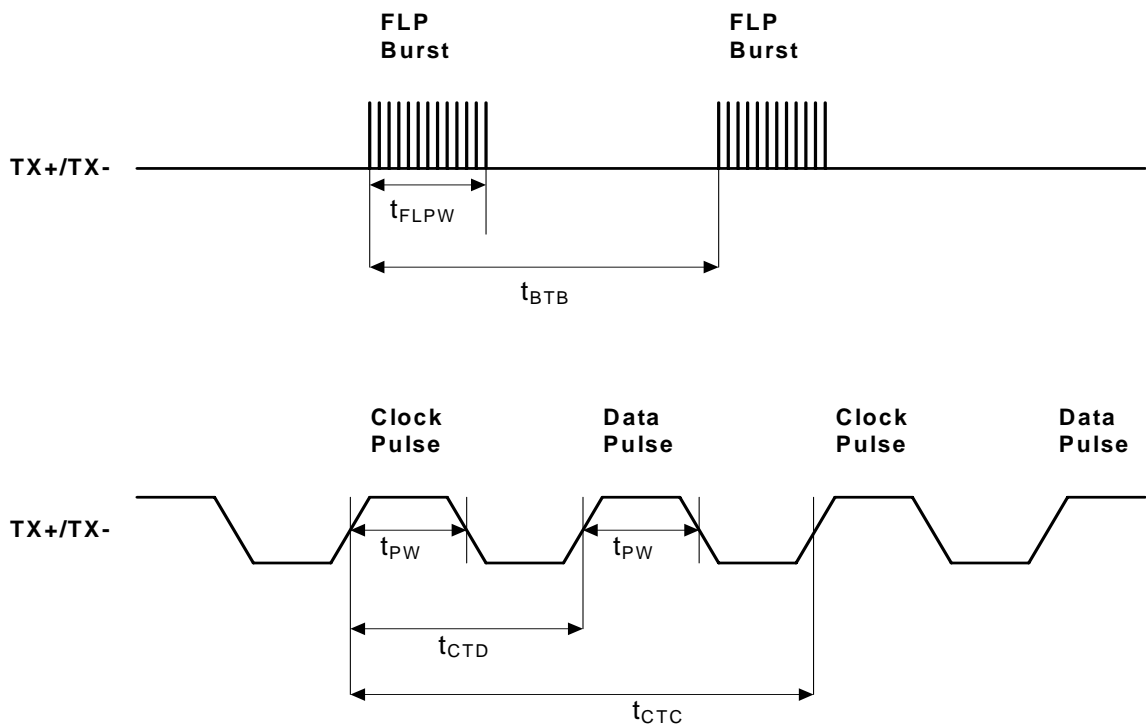 FLP
Burst
FLP
Burst
TX+/TX-
tFLPW
tBTB
Clock
Pulse
Data
Pulse
Clock
Pulse
Data
Pulse
TX+/TX-
tPW
tPW
tCTD
tCTC